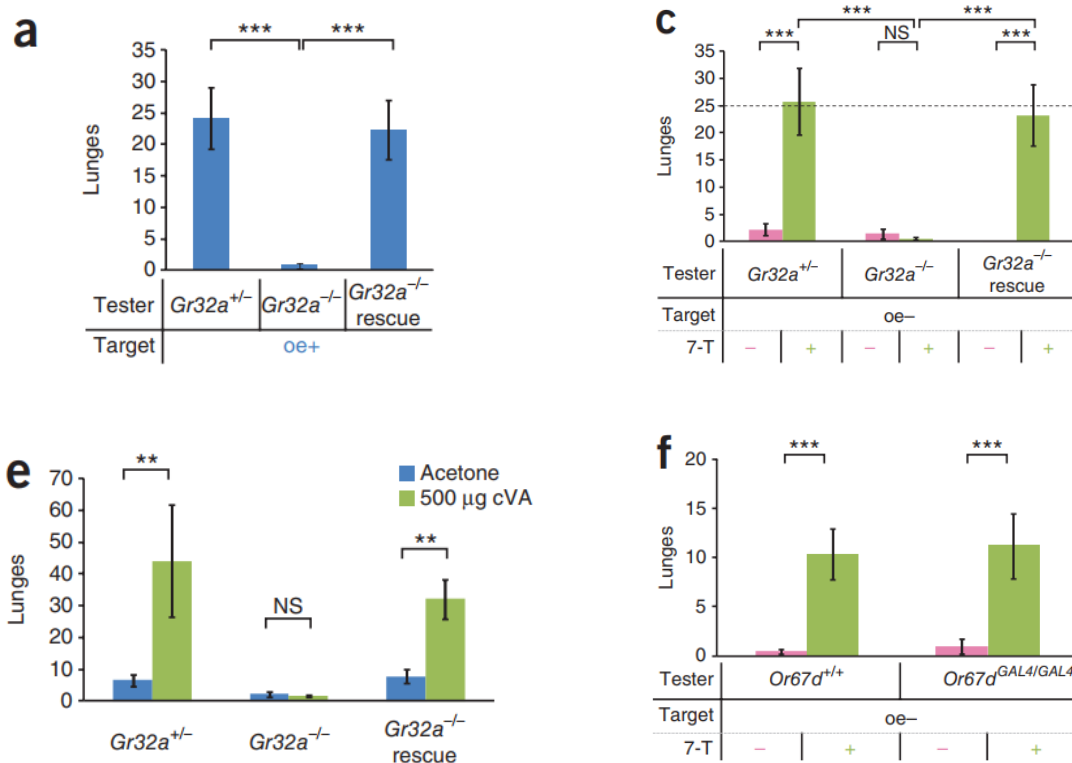 a
*** ***
35
30
25
20
15
10
5
0
Lunges
Tester Gr32a+/– Gr32a–/– Gr32a–/– rescue
Target oe+
c
*** ***
*** NS ***
35
30
25
20
15
10
5
0
Lunges
Tester Gr32a+/– Gr32a–/– Gr32a–/– rescue
Target oe–
7-T – + – + – +
e
** NS **
Acetone
500 µg cVA
70
60
50
40
30
20
10
0
Lunges
Gr32a+/– Gr32a–/– Gr32a–/– rescue
f
*** ***
20
15
10
5
0
Lunges
Tester Or67d+/+ Or67dGAL4/GAL4
Target oe–
7-T – + – +